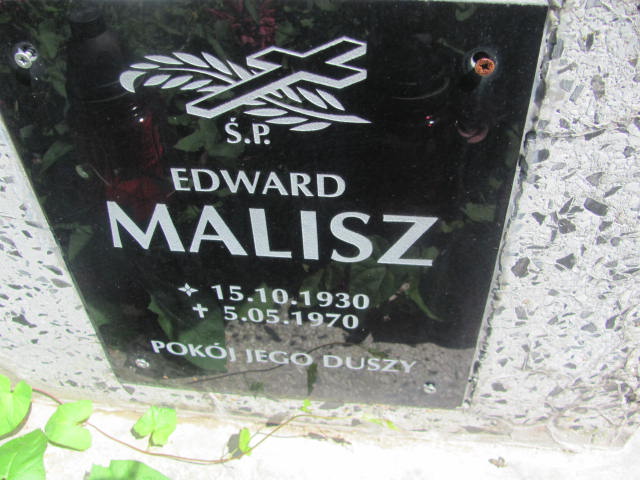 Ś.P.
EDWARD
MALISZ
15.10.1930
5.05.1970
POKÓJ JEGO DUSZY